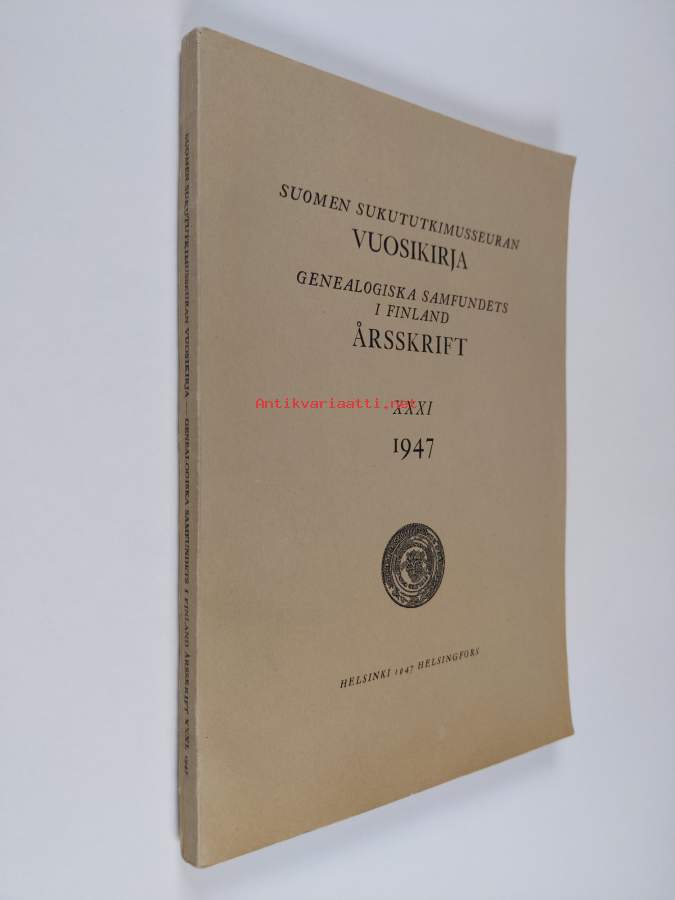 SUOMEN SUKUTUTKIMUSSEURAN
VUOSIKIRJA
GENEALOGISKA SAMFUNDETS
I FINLAND
ÅRSSKRIFT
Antikvariaatti.net
XXXI
1947
HELSINKI 1947 HELSINGFORS
SUOMEN SUKUTUTKIMUSSEURAN VUOSIKIRJA — GENEALOGISKA SAMFUNDETS I FINLAND ÅRSSKRIFT XXXI. 1947